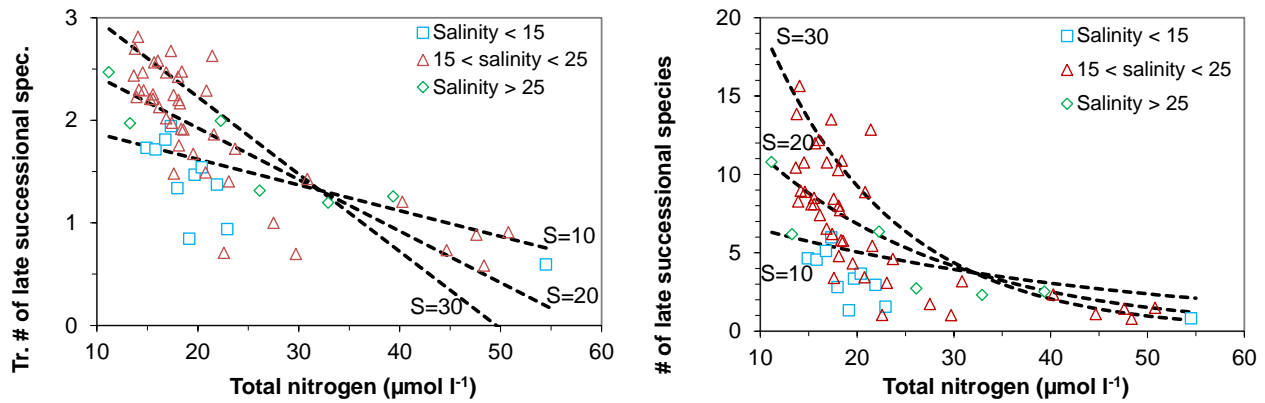 Tr. # of late successional spec.
3
2
1
0
Salinity < 15
15 < salinity < 25
Salinity > 25
S=10
S=20
S=30
10 20 30 40 50 60
Total nitrogen (µmol l⁻¹)
# of late successional species
20
15
10
5
0
S=30
S=20
S=10
Salinity < 15
15 < salinity < 25
Salinity > 25
10 20 30 40 50 60
Total nitrogen (µmol l⁻¹)